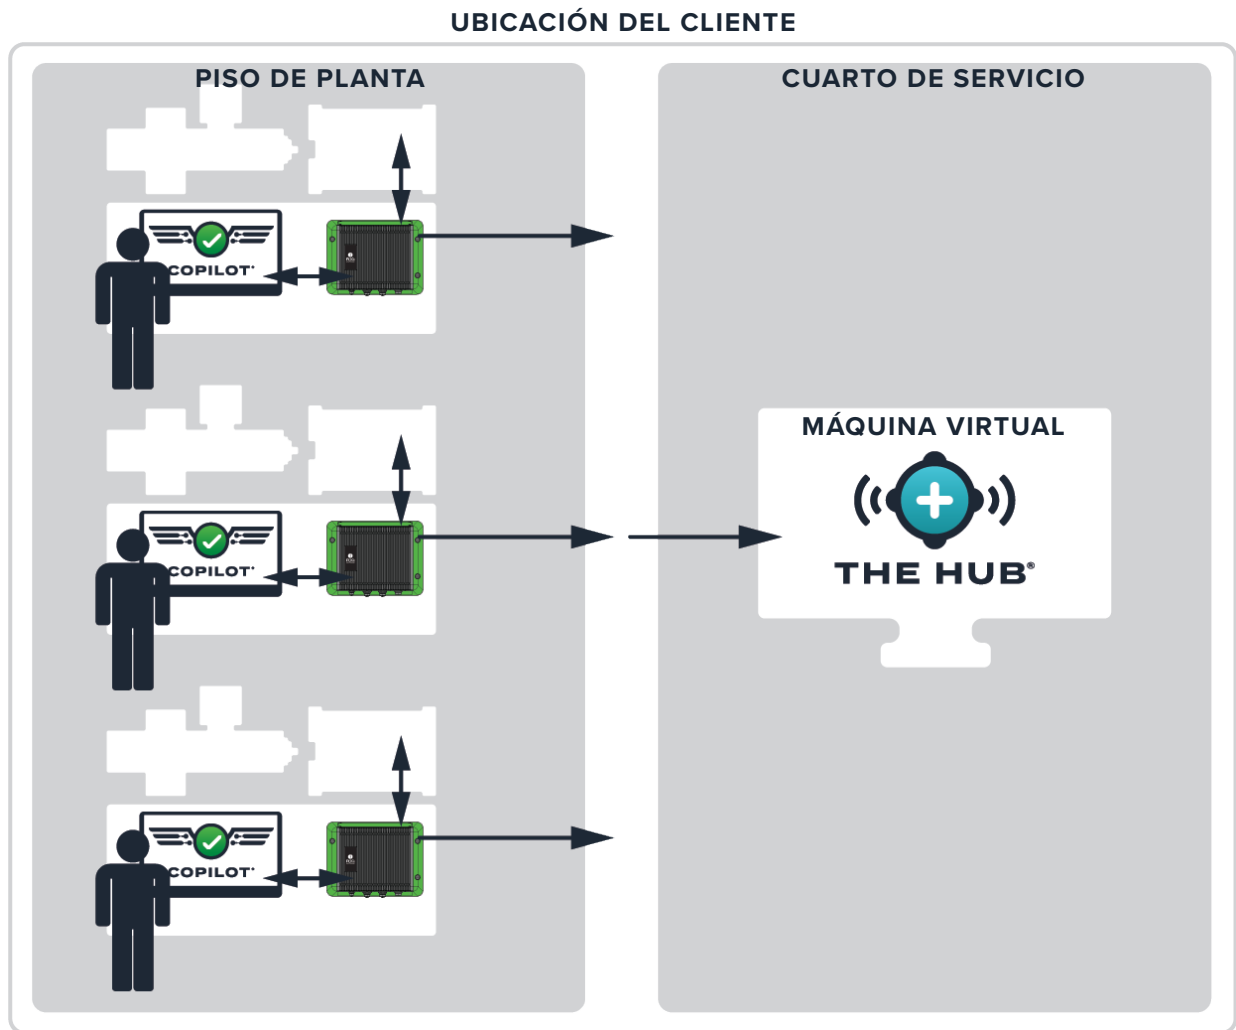 UBICACIÓN DEL CLIENTE
PISO DE PLANTA
CUARTO DE SERVICIO
COPILOT®
COPILOT®
MÁQUINA VIRTUAL
THE HUB®
COPILOT®